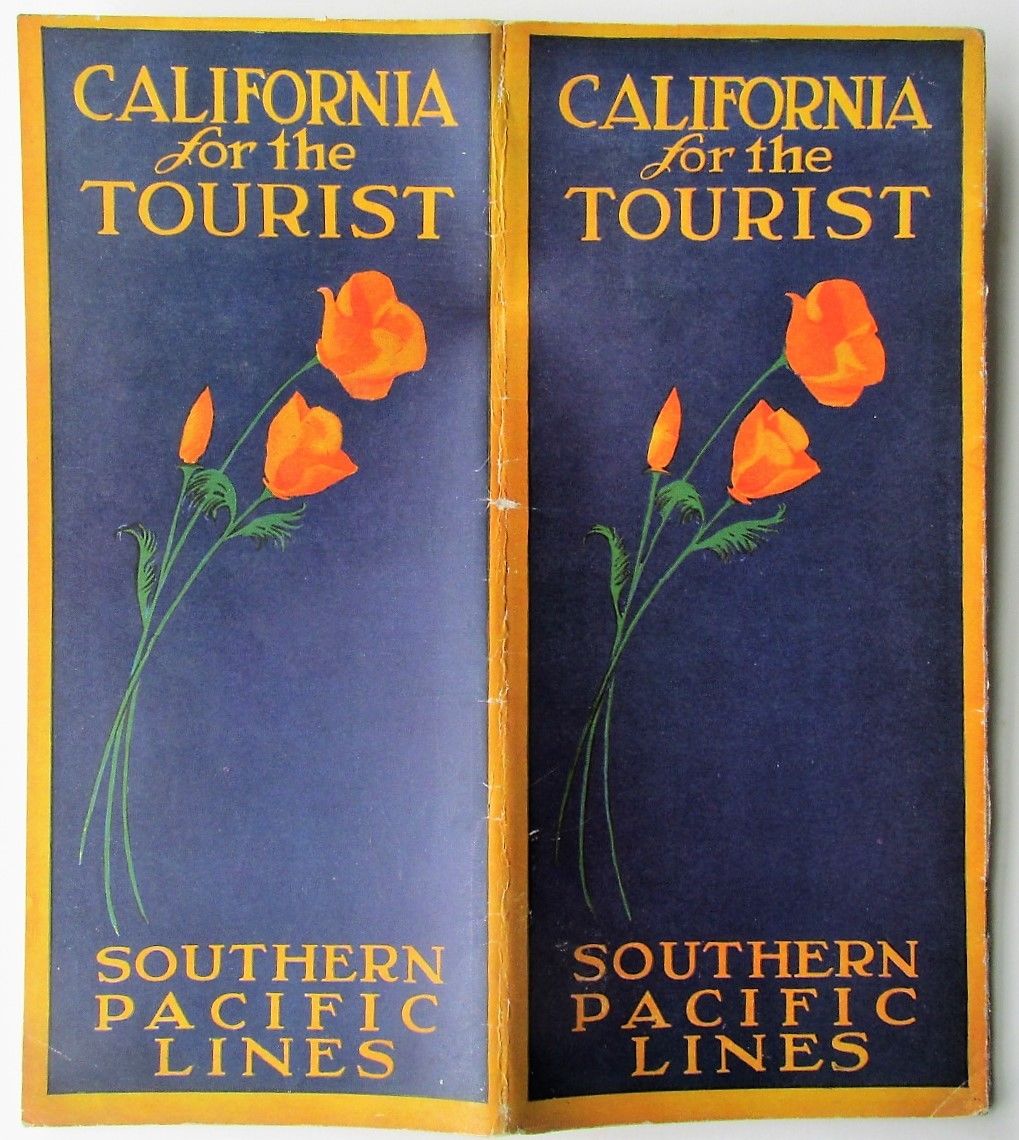 CALIFORNIA
for the
TOURIST
SOUTHERN
PACIFIC
LINES
CALIFORNIA
for the
TOURIST
SOUTHERN
PACIFIC
LINES